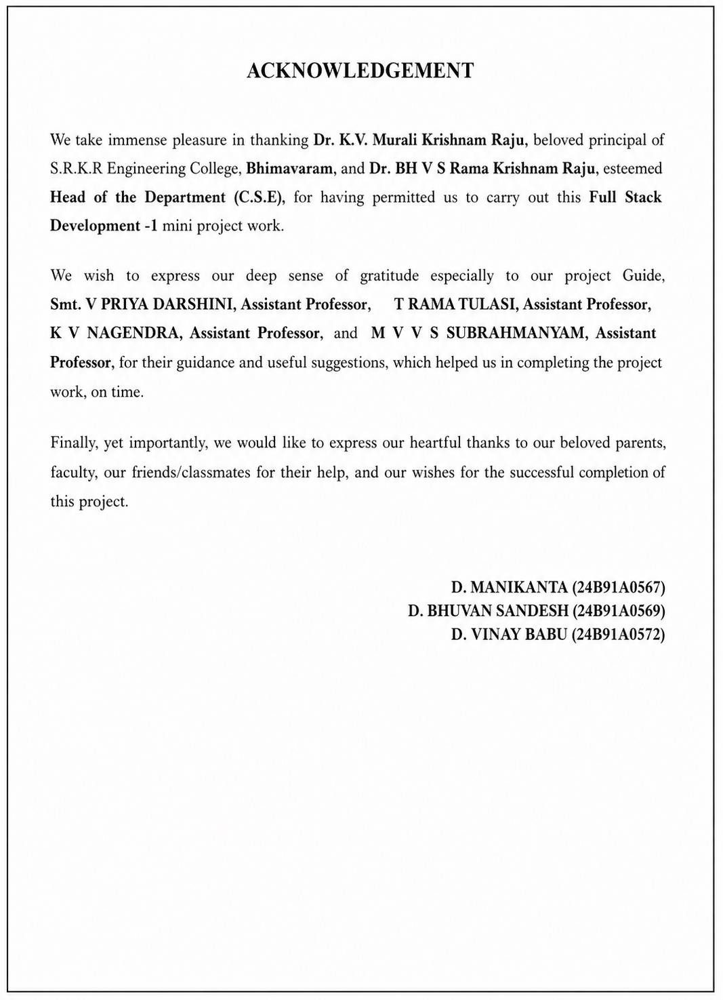 ACKNOWLEDGEMENT
We take immense pleasure in thanking Dr. K.V. Murali Krishnam Raju, beloved principal of
S.R.K.R Engineering College, Bhimavaram, and Dr. BH V S Rama Krishnam Raju, esteemed
Head of the Department (C.S.E), for having permitted us to carry out this Full Stack
Development -1 mini project work.
We wish to express our deep sense of gratitude especially to our project Guide,
Smt. V PRIYA DARSHINI, Assistant Professor, T RAMA TULASI, Assistant Professor,
K V NAGENDRA, Assistant Professor, and M V V S SUBRAHMANYAM, Assistant
Professor, for their guidance and useful suggestions, which helped us in completing the project
work, on time.
Finally, yet importantly, we would like to express our heartful thanks to our beloved parents,
faculty, our friends/classmates for their help, and our wishes for the successful completion of
this project.
D. MANIKANTA (24B91A0567)
D. BHUVAN SANDESH (24B91A0569)
D. VINAY BABU (24B91A0572)